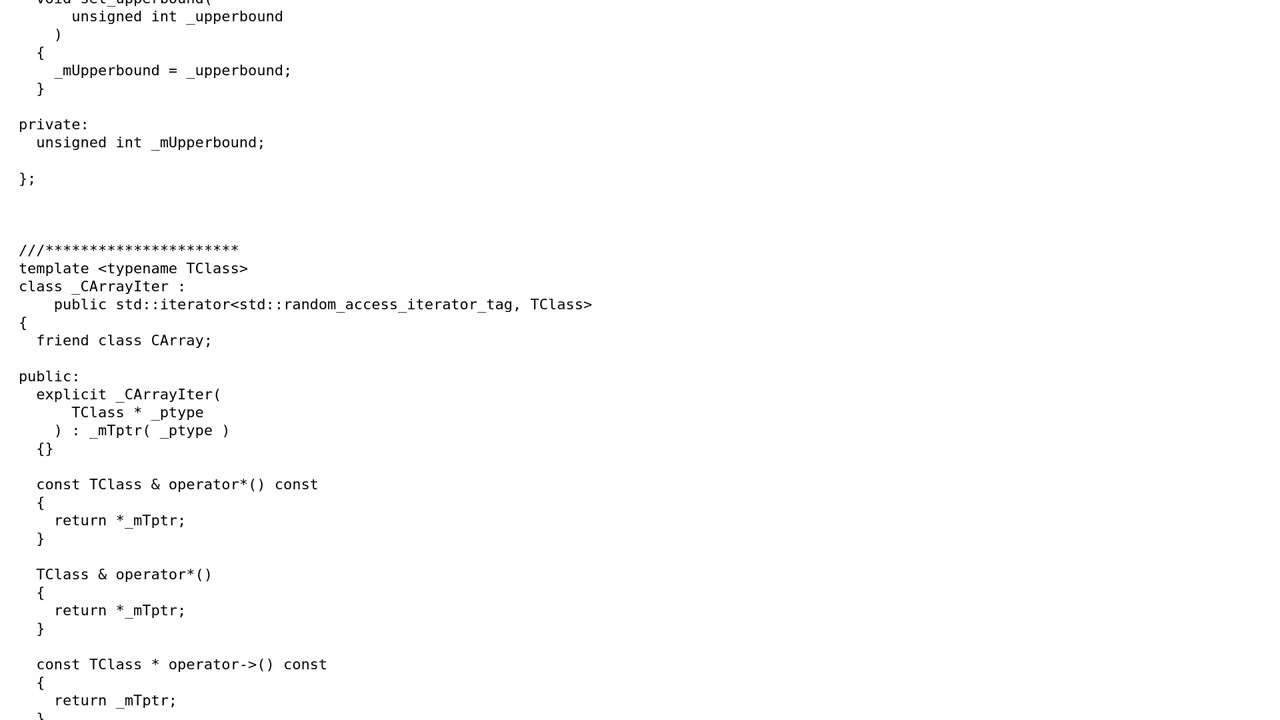 void set_upperbound(
      unsigned int _upperbound
    )
  {
    _mUpperbound = _upperbound;
  }

private:
  unsigned int _mUpperbound;

};

///**********************
template <typename TClass>
class _CArrayIter :
    public std::iterator<std::random_access_iterator_tag, TClass>
{
  friend class CArray;

public:
  explicit _CArrayIter(
      TClass * _ptype
    ) : _mTptr( _ptype )
  {}

  const TClass & operator*() const
  {
    return *_mTptr;
  }

  TClass & operator*()
  {
    return *_mTptr;
  }

  const TClass * operator->() const
  {
    return _mTptr;
  }